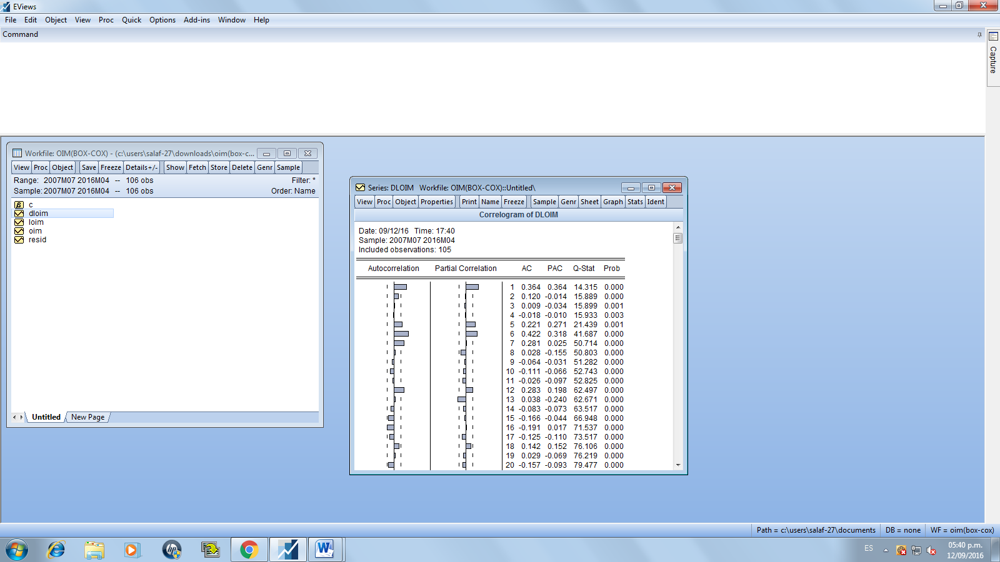 EViews
File Edit Object View Proc Quick Options Add-ins Window Help
Command
Capture
Workfile: OIM(BOX-COX) - (c:\users\salaf-27\downloads\oim(box-c...
View Proc Object Save Freeze Details+/- Show Fetch Store Delete Genr Sample
Range: 2007M07 2016M04 -- 106 obs Filter: *
Sample: 2007M07 2016M04 -- 106 obs Order: Name
β c
dloim
loim
oim
resid
Untitled New Page
Series: DLOIM Workfile: OIM(BOX-COX)::Untitled\
View Proc Object Properties Print Name Freeze Sample Genr Sheet Graph Stats Ident
Correlogram of DLOIM
Date: 09/12/16 Time: 17:40
Sample: 2007M07 2016M04
Included observations: 105
Autocorrelation Partial Correlation AC PAC Q-Stat Prob
1 0.364 0.364 14.315 0.000
2 0.120 -0.014 15.889 0.000
3 0.009 -0.034 15.899 0.001
4 -0.018 -0.010 15.933 0.003
5 0.221 0.271 21.439 0.001
6 0.422 0.318 41.687 0.000
7 0.281 0.025 50.714 0.000
8 0.028 -0.155 50.803 0.000
9 -0.064 -0.031 51.282 0.000
10 -0.111 -0.066 52.743 0.000
11 -0.026 -0.097 52.825 0.000
12 0.283 0.198 62.497 0.000
13 0.038 -0.240 62.671 0.000
14 -0.083 -0.073 63.517 0.000
15 -0.166 -0.044 66.948 0.000
16 -0.191 0.017 71.537 0.000
17 -0.125 -0.110 73.517 0.000
18 0.142 0.152 76.106 0.000
19 0.029 -0.069 76.219 0.000
20 -0.157 -0.093 79.477 0.000
Path = c:\users\salaf-27\documents DB = none WF = oim(box-cox)
ES
05:40 p.m.
12/09/2016